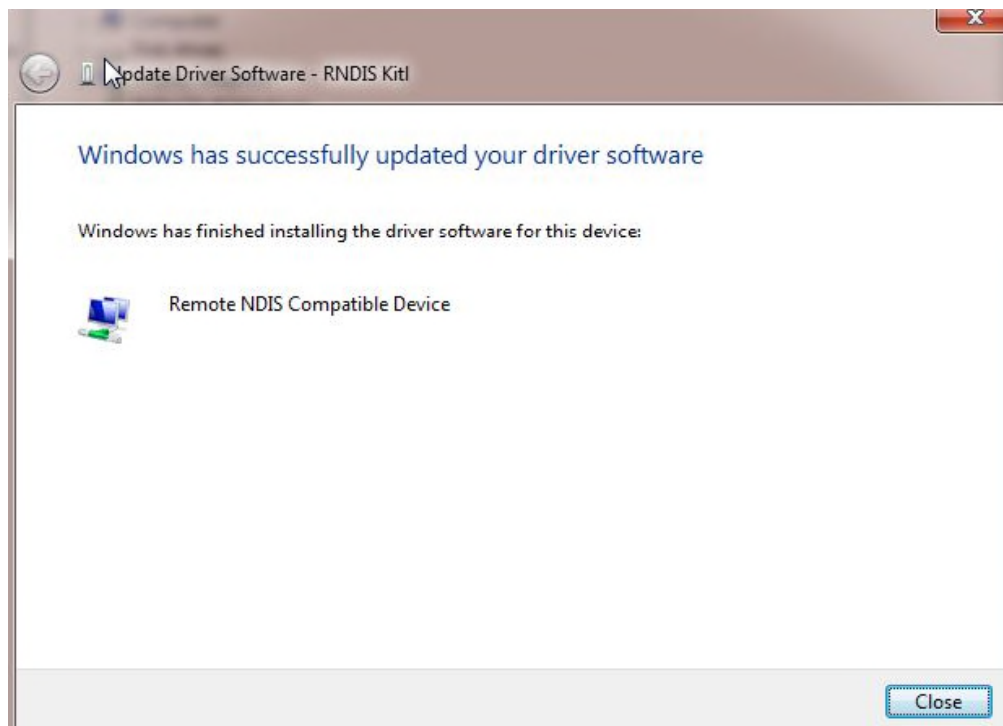 Update Driver Software - RNDIS Kitl
Windows has successfully updated your driver software
Windows has finished installing the driver software for this device:
Remote NDIS Compatible Device
Close